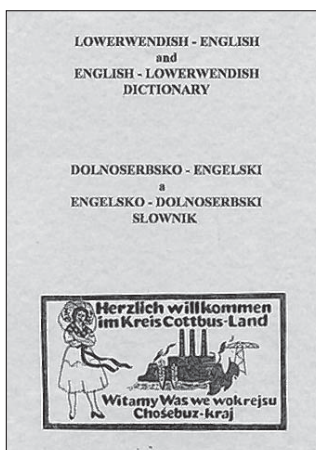 LOWERWENDISH - ENGLISH
and
ENGLISH - LOWERWENDISH
DICTIONARY
DOLNOSERBSKO - ENGELSKI
a
ENGELSKO - DOLNOSERBSKI
SŁOWNIK
Herzlich willkommen
im Kreis Cottbus-Land
Witamy Was we wokrejsu
Chośebuz-kraj